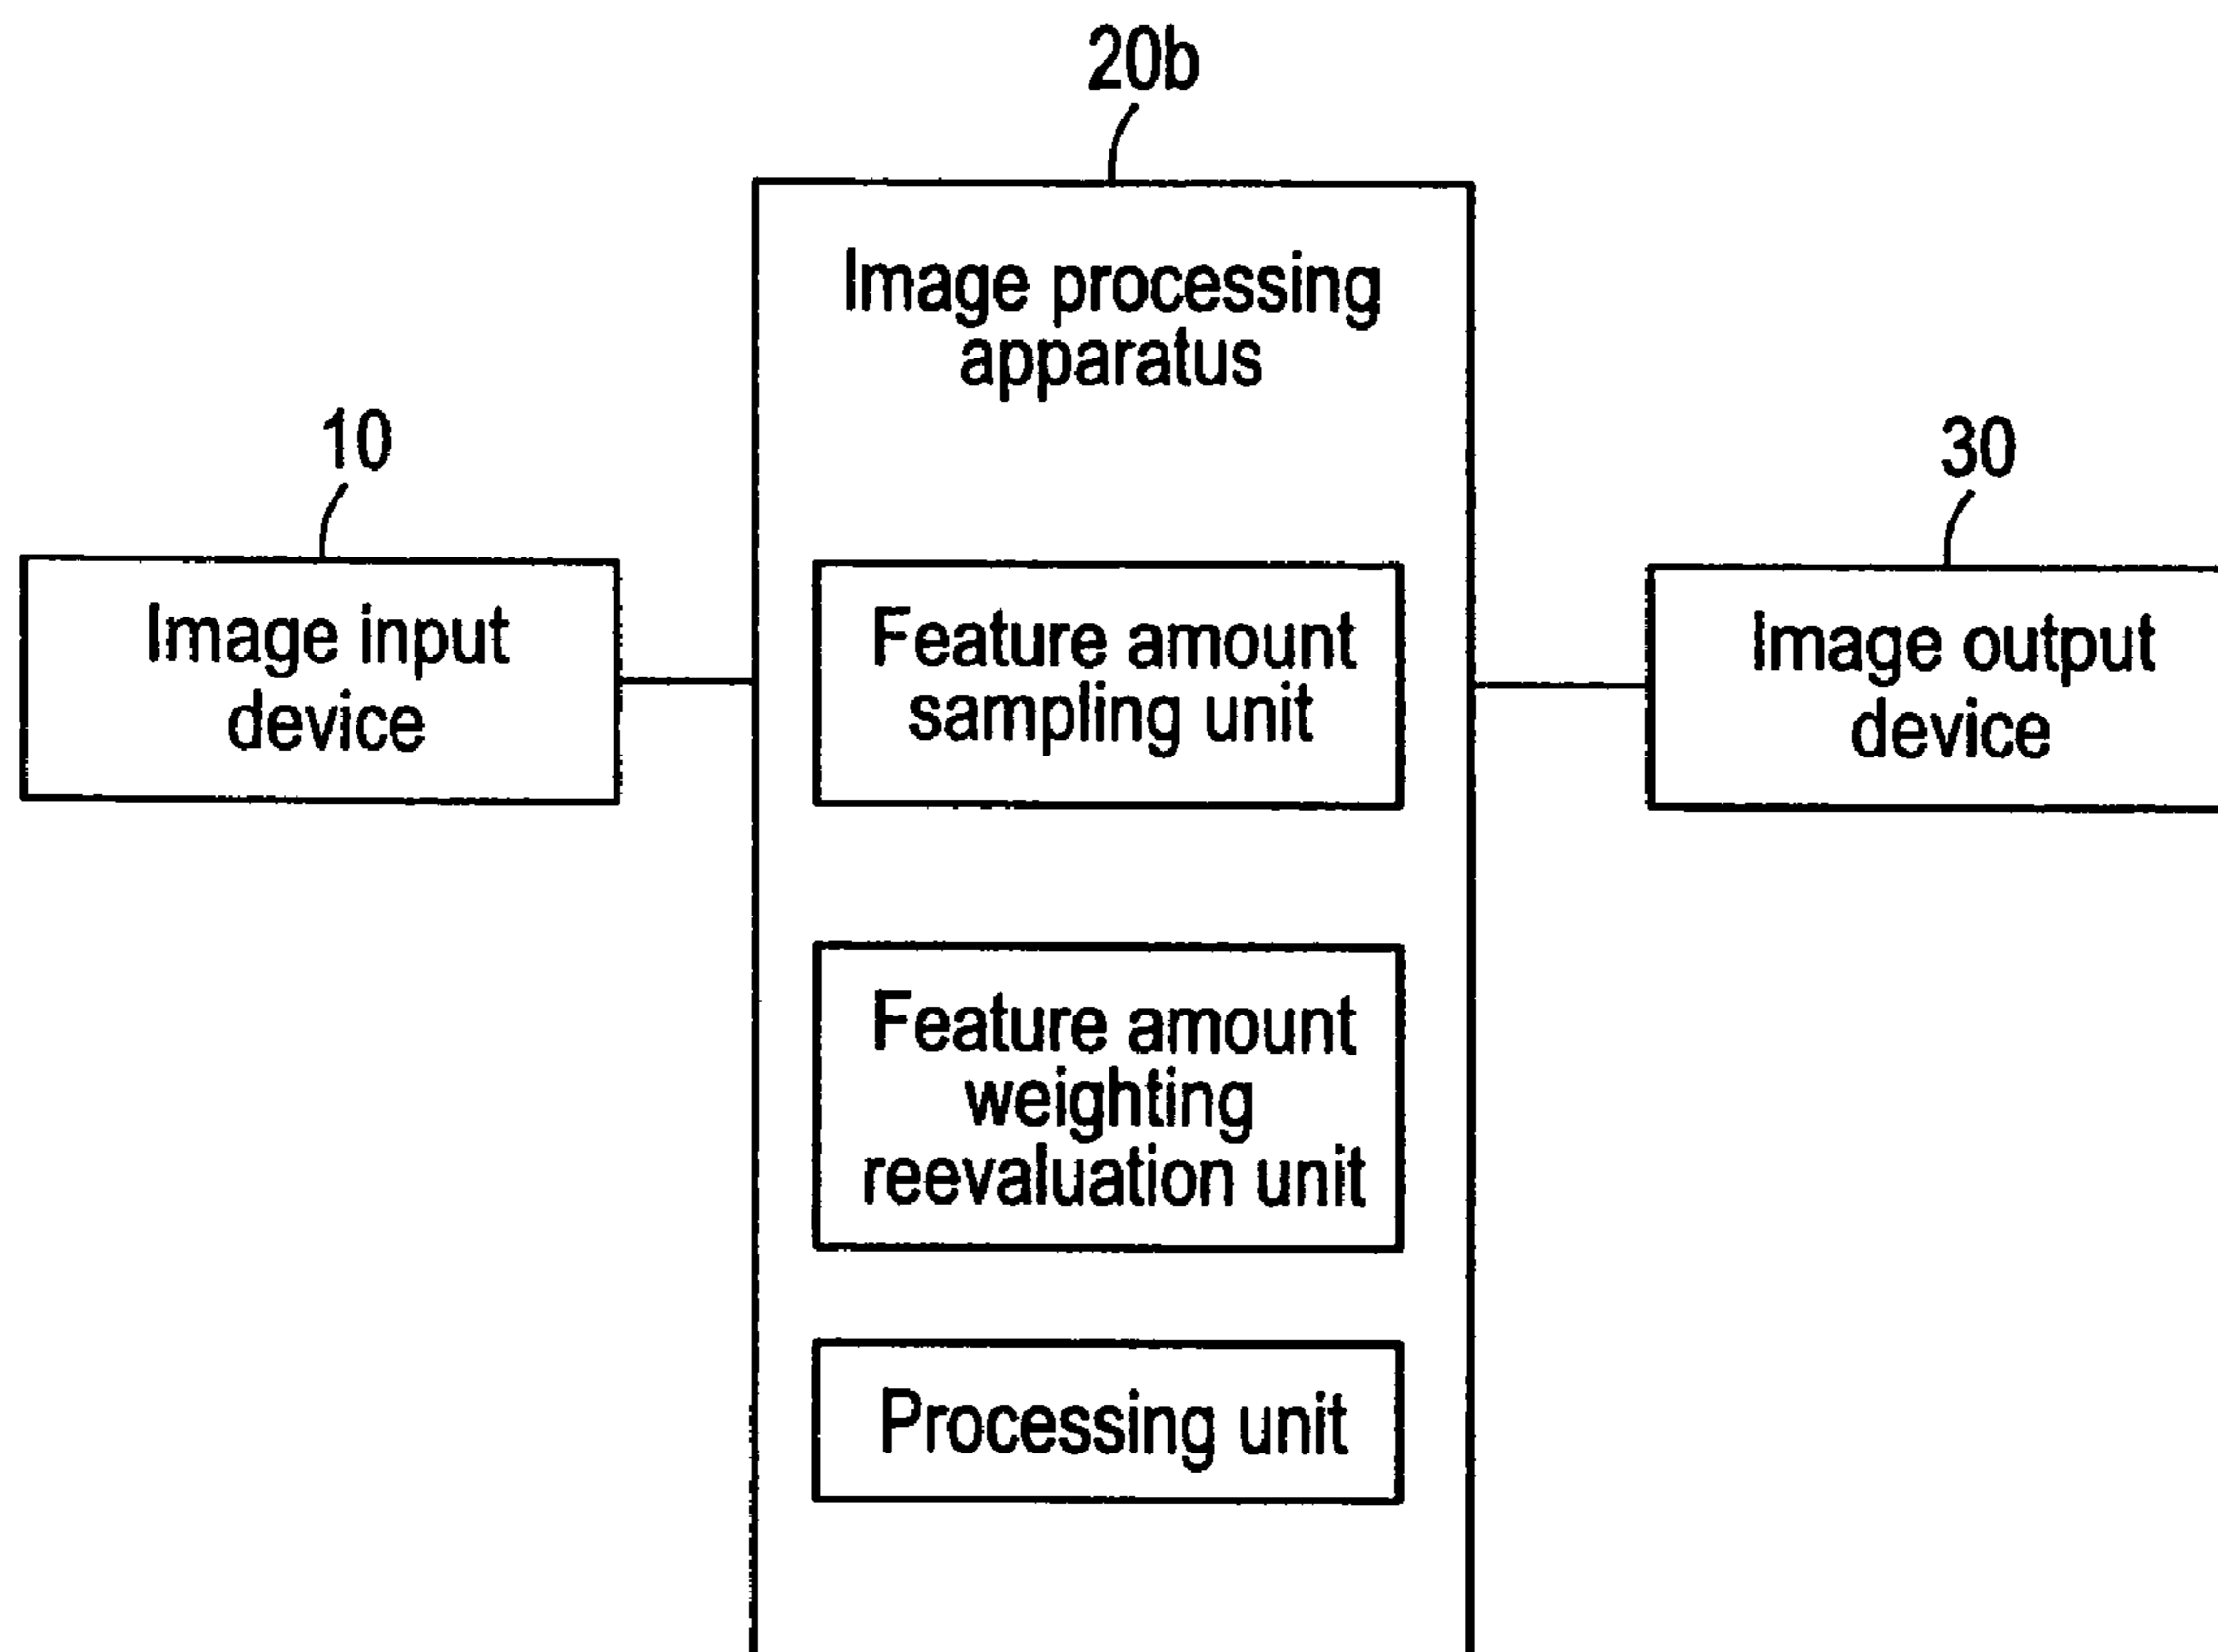 20b
Image processing
apparatus
10
30
Image input
device
Feature amount
sampling unit
Image output
device
Feature amount
weighting
reevaluation unit
Processing unit